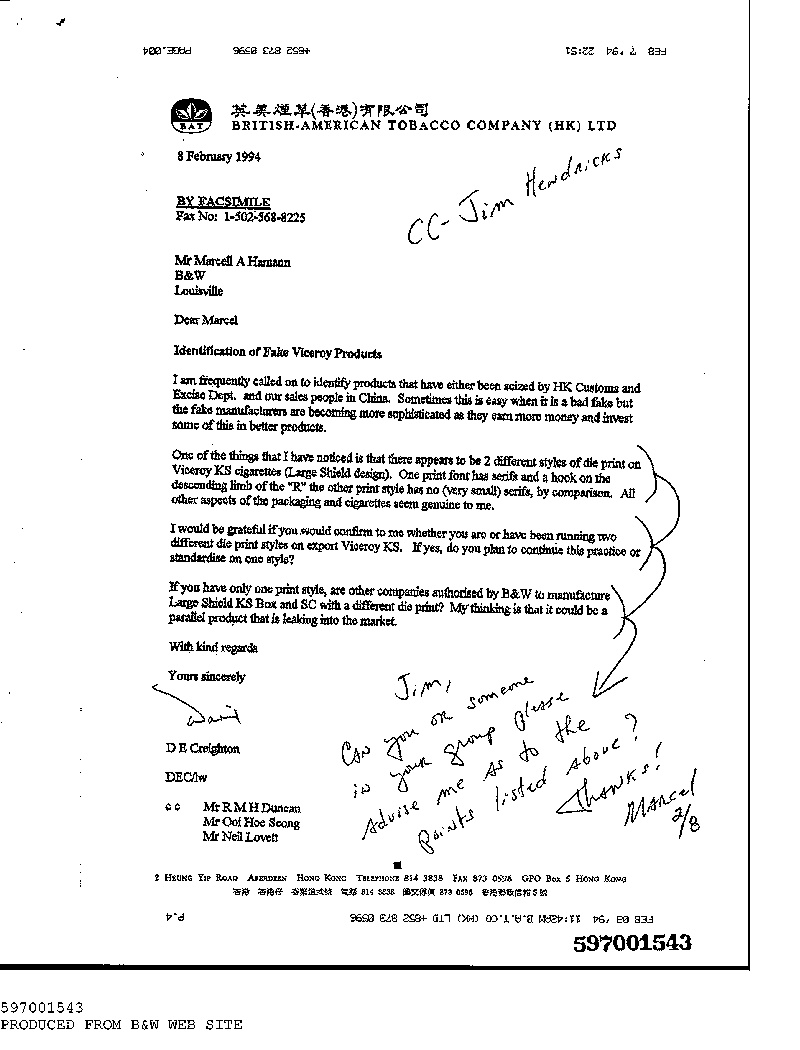 FEB 7 '94 22:51 +852 873 0596 PAGE.004
英美煙草(香港)有限公司
BAT
BRITISH-AMERICAN TOBACCO COMPANY (HK) LTD
8 February 1994
CC- Jim Hendricks
BY FACSIMILE
Fax No: 1-502-568-8225
Mr Marcell A Hamann
B&W
Louisville
Dear Marcel
Identification of Fake Viceroy Products
I am frequently called on to identify products that have either been seized by HK Customs and
Excise Dept. and our sales people in China. Sometimes this is easy when it is a bad fake but
the fake manufacturers are becoming more sophisticated as they earn more money and invest
some of this in better products.
One of the things that I have noticed is that there appears to be 2 different styles of die print on
Viceroy KS cigarettes (Large Shield design). One print font has serifs and a hook on the
descending limb of the "R" the other print style has no (very small) serifs, by comparison. All
other aspects of the packaging and cigarettes seem genuine to me.
I would be grateful if you would confirm to me whether you are or have been running two
different die print styles on export Viceroy KS. If yes, do you plan to continue this practice or
standardise on one style?
If you have only one print style, are other companies authorised by B&W to manufacture
Large Shield KS Box and SC with a different die print? My thinking is that it could be a
parallel product that is leaking into the market.
With kind regards
Yours sincerely
David
D E Creighton
DEC/lw
c c Mr R M H Duncan
Mr Ooi Hoe Seong
Mr Neil Lovett
Jim,
Can you or someone
in your group please
advise me as to the
points listed above?
Thanks!
Marcel
2/8
2 Heung Yip Road Aberdeen Hong Kong Telephone 814 3838 Fax 873 0596 GPO Box 5 Hong Kong
香港 香港仔 香葉道二號 電話 814 3838 圖文傳真 873 0596 香港郵政信箱5號
FEB 03 '94 11:42AM B.A.T.CO (HK) LTD +852 873 0596 P.4
597001543
597001543
PRODUCED FROM B&W WEB SITE